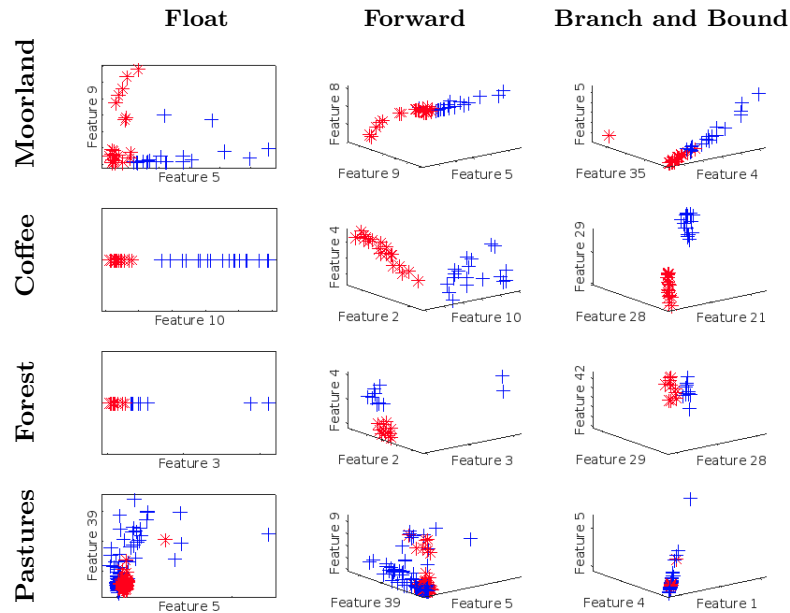 Float Forward Branch and Bound
Moorland
Feature 9
Feature 5
Feature 8
Feature 9
Feature 5
Feature 5
Feature 35
Feature 4
Coffee
Feature 10
Feature 4
Feature 2
Feature 10
Feature 29
Feature 28
Feature 21
Forest
Feature 3
Feature 4
Feature 2
Feature 3
Feature 42
Feature 29
Feature 28
Pastures
Feature 39
Feature 5
Feature 9
Feature 39
Feature 5
Feature 5
Feature 4
Feature 1